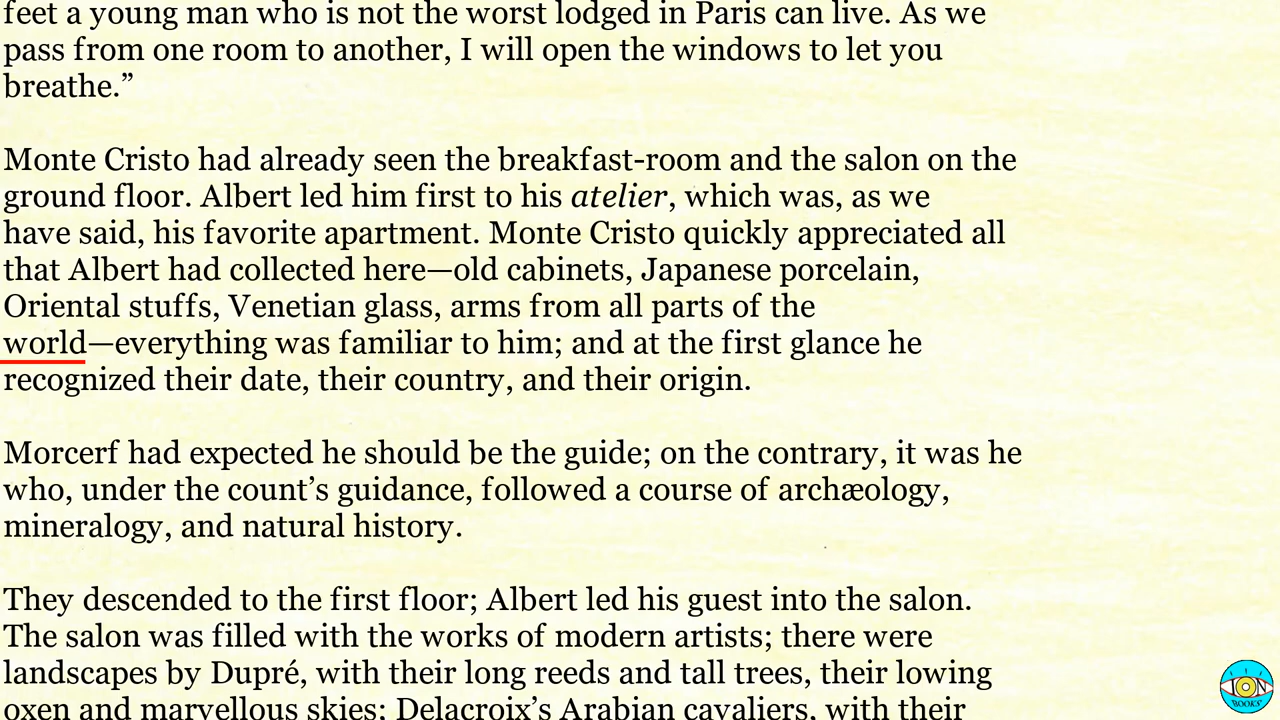 feet a young man who is not the worst lodged in Paris can live. As we
pass from one room to another, I will open the windows to let you
breathe.”
Monte Cristo had already seen the breakfast-room and the salon on the
ground floor. Albert led him first to his atelier, which was, as we
have said, his favorite apartment. Monte Cristo quickly appreciated all
that Albert had collected here—old cabinets, Japanese porcelain,
Oriental stuffs, Venetian glass, arms from all parts of the
world—everything was familiar to him; and at the first glance he
recognized their date, their country, and their origin.
Morcerf had expected he should be the guide; on the contrary, it was he
who, under the count’s guidance, followed a course of archæology,
mineralogy, and natural history.
They descended to the first floor; Albert led his guest into the salon.
The salon was filled with the works of modern artists; there were
landscapes by Dupré, with their long reeds and tall trees, their lowing
oxen and marvellous skies; Delacroix’s Arabian cavaliers, with their
ION
BOOKS